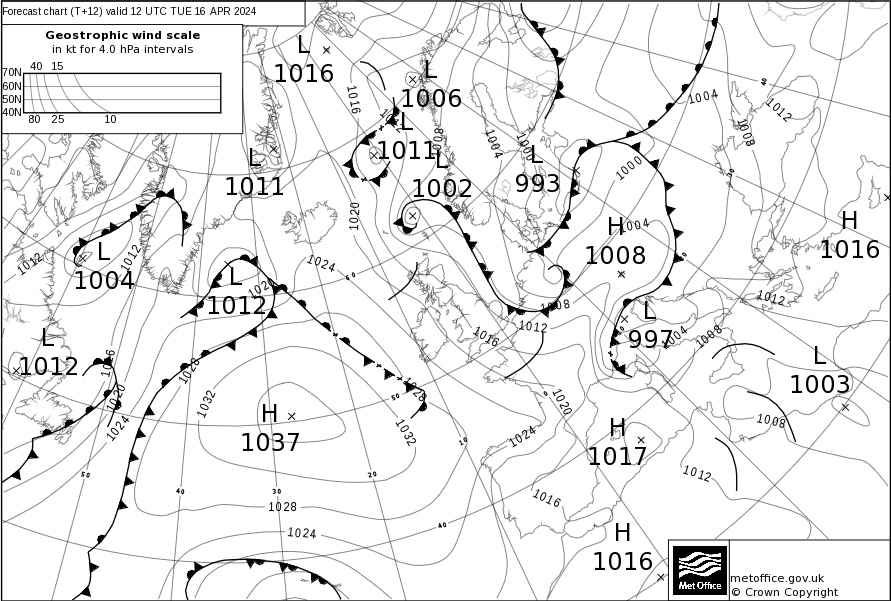 Forecast chart (T+12) valid 12 UTC TUE 16 APR 2024
Geostrophic wind scale
in kt for 4.0 hPa intervals
40 15
70N
60N
50N
40N
80 25 10
L
1016
L
1006
1016
1004
1012
40
L
1011
1008
1004
1000
1008
L
1011
L
1002
L
993
1000
30
1020
H
1008
1004
H
1016
1012
1012
L
1004
1024
60
L
1012
1020
1012
1008
1012
1016
L
997
1004
1008
L
1012
1016
1028
1020
1024
1032
H
1037
1028
50
1032
L
1003
0
1020
1024
H
1017
1008
10
50
40
30
20
1012
1016
1028
1024
40
H
1016
Met Office
metoffice.gov.uk
© Crown Copyright